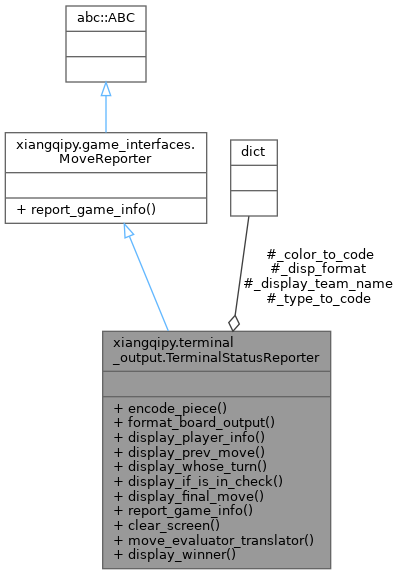 abc::ABC
xiangqipy.game_interfaces.
MoveReporter
+ report_game_info()
dict
#_color_to_code
#_disp_format
#_display_team_name
#_type_to_code
xiangqipy.terminal
_output.TerminalStatusReporter
+ encode_piece()
+ format_board_output()
+ display_player_info()
+ display_prev_move()
+ display_whose_turn()
+ display_if_is_in_check()
+ display_final_move()
+ report_game_info()
+ clear_screen()
+ move_evaluator_translator()
+ display_winner()